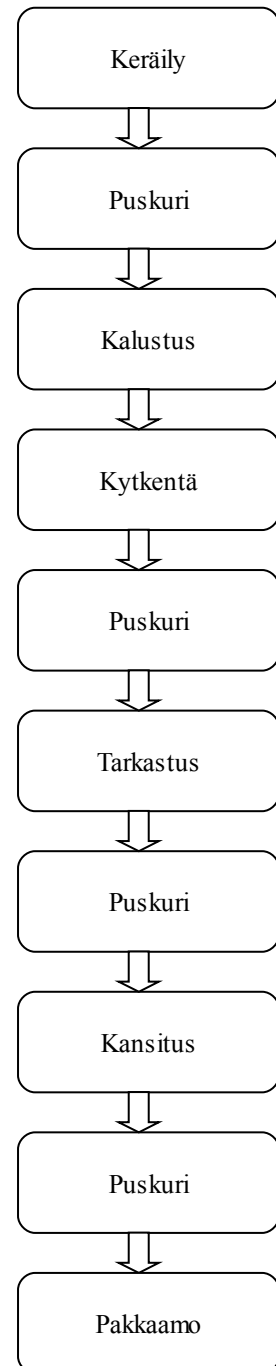 Keräily
Puskuri
Kalustus
Kytkentä
Puskuri
Tarkastus
Puskuri
Kansitus
Puskuri
Pakkaamo